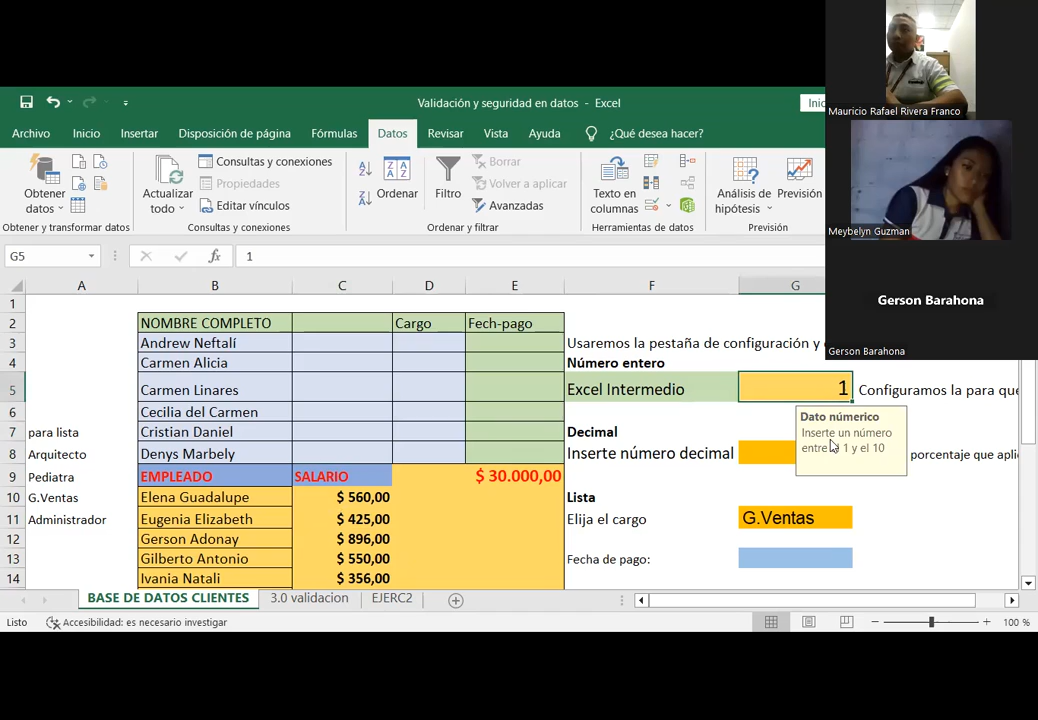 Validación y seguridad en datos - Excel
Archivo Inicio Insertar Disposición de página Fórmulas Datos Revisar Vista Ayuda ¿Qué desea hacer?
Obtener datos
Obtener y transformar datos
Actualizar todo
Consultas y conexiones
Propiedades
Editar vínculos
Consultas y conexiones
Ordenar
Filtro
Borrar
Volver a aplicar
Avanzadas
Ordenar y filtrar
Texto en columnas
Herramientas de datos
Análisis de hipótesis
Previsión
Previsión
G5 fx 1
A B C D E F G
1
2 NOMBRE COMPLETO Cargo Fech-pago
3 Andrew Neftalí Usaremos la pestaña de configuración y
4 Carmen Alicia Número entero
5 Carmen Linares Excel Intermedio 1 Configuramos la para que
6 Cecilia del Carmen
7 para lista Cristian Daniel Decimal
8 Arquitecto Denys Marbely Inserte número decimal porcentaje que apli
9 Pediatra EMPLEADO SALARIO $ 30.000,00
10 G.Ventas Elena Guadalupe $ 560,00 Lista
11 Administrador Eugenia Elizabeth $ 425,00 Elija el cargo G.Ventas
12 Gerson Adonay $ 896,00
13 Gilberto Antonio $ 550,00 Fecha de pago:
14 Ivania Natali $ 356,00
Dato númerico
Inserte un número
entre 1 y el 10
BASE DE DATOS CLIENTES 3.0 validacion EJERC2
Listo Accesibilidad: es necesario investigar 100 %
Mauricio Rafael Rivera Franco
Meybelyn Guzman
Gerson Barahona
Gerson Barahona